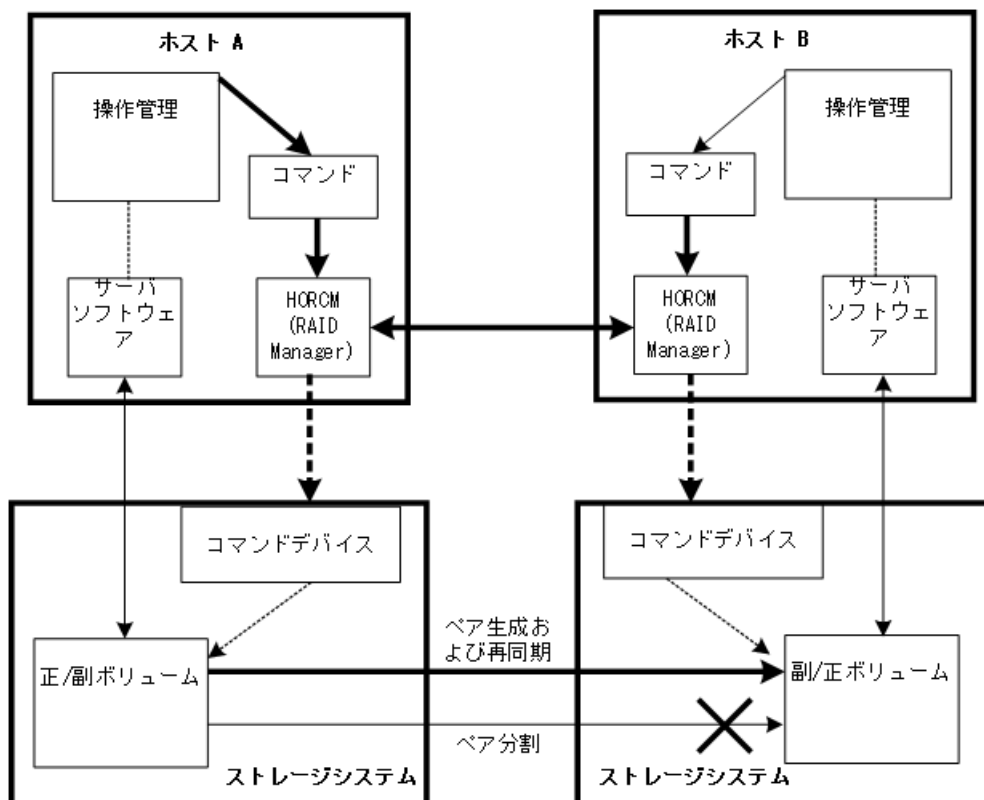 ホスト A
操作管理
コマンド
サーバ
ソフトウェ
ア
HORCM
(RAID
Manager)
ホスト B
操作管理
コマンド
HORCM
(RAID
Manager)
サーバ
ソフトウェ
ア
コマンドデバイス
正/副ボリューム
ストレージシステム
ペア生成お
よび再同期
ペア分割
コマンドデバイス
副/正ボリューム
ストレージシステム